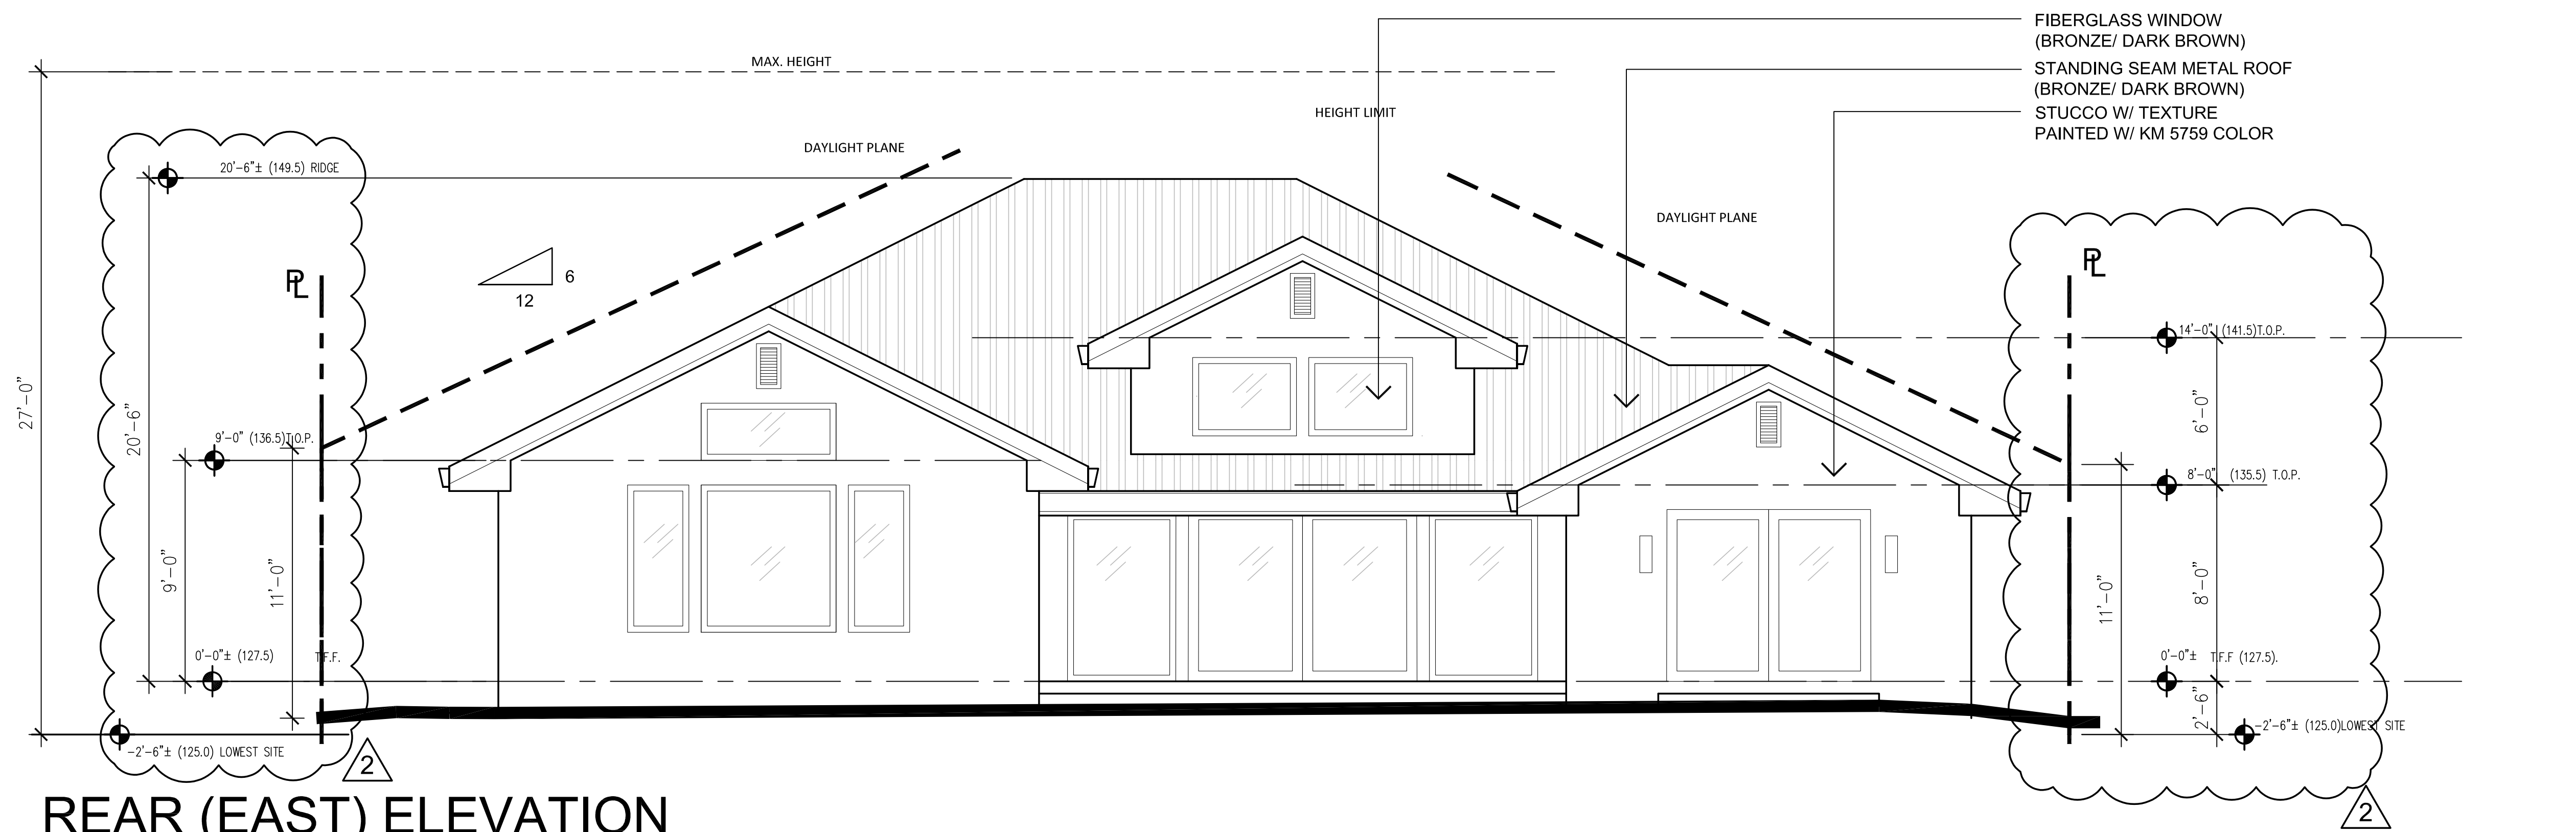 FIBERGLASS WINDOW
(BRONZE/ DARK BROWN)
MAX. HEIGHT
STANDING SEAM METAL ROOF
(BRONZE/ DARK BROWN)
HEIGHT LIMIT
STUCCO W/ TEXTURE
PAINTED W/ KM 5759 COLOR
DAYLIGHT PLANE
20'-6"± (149.5) RIDGE
DAYLIGHT PLANE
PL
PL
6
12
14'-0" (141.5)T.O.P.
27'-0"
20'-6"
6'-0"
9'-0" (136.5)T.O.P.
8'-0" (135.5) T.O.P.
9'-0"
11'-0"
11'-0"
8'-0"
0'-0"± (127.5) T.F.F.
0'-0"± T.F.F (127.5).
2'-6"
-2'-6"± (125.0) LOWEST SITE
-2'-6"± (125.0)LOWEST SITE
2
2
REAR (EAST) ELEVATION